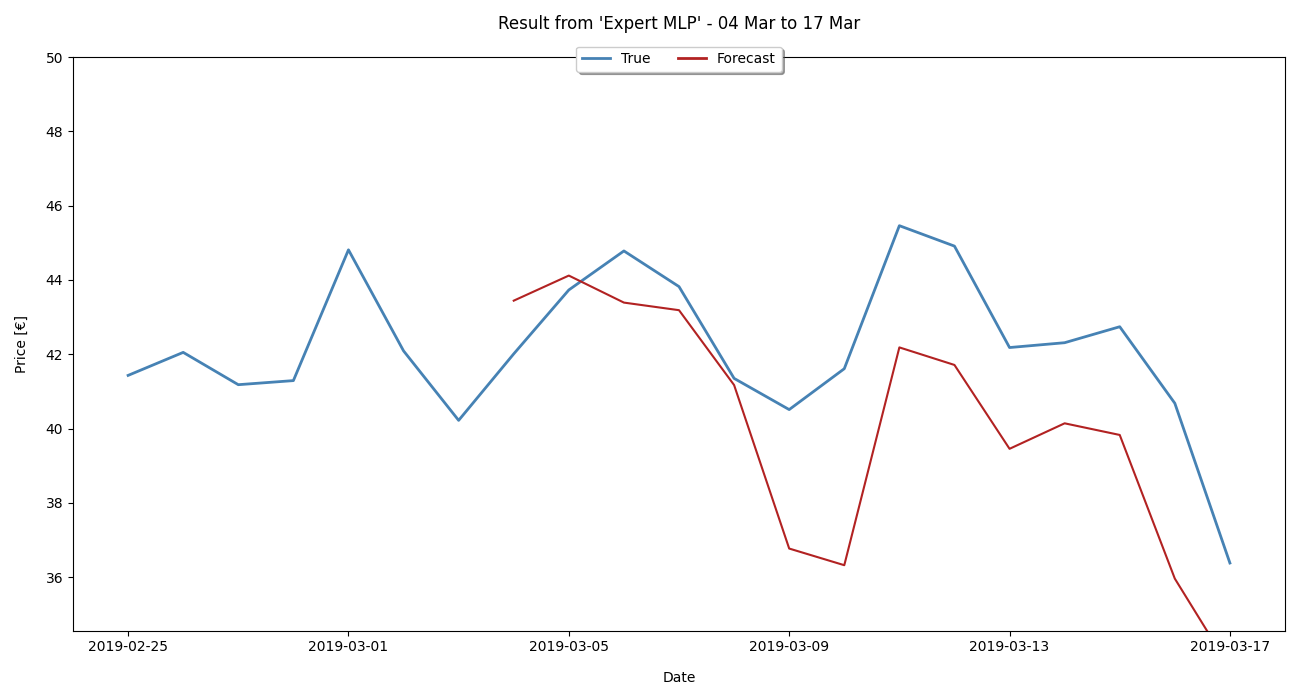 Result from 'Expert MLP' - 04 Mar to 17 Mar
True Forecast
50
48
46
44
42
40
38
36
Price [€]
2019-02-25 2019-03-01 2019-03-05 2019-03-09 2019-03-13 2019-03-17
Date